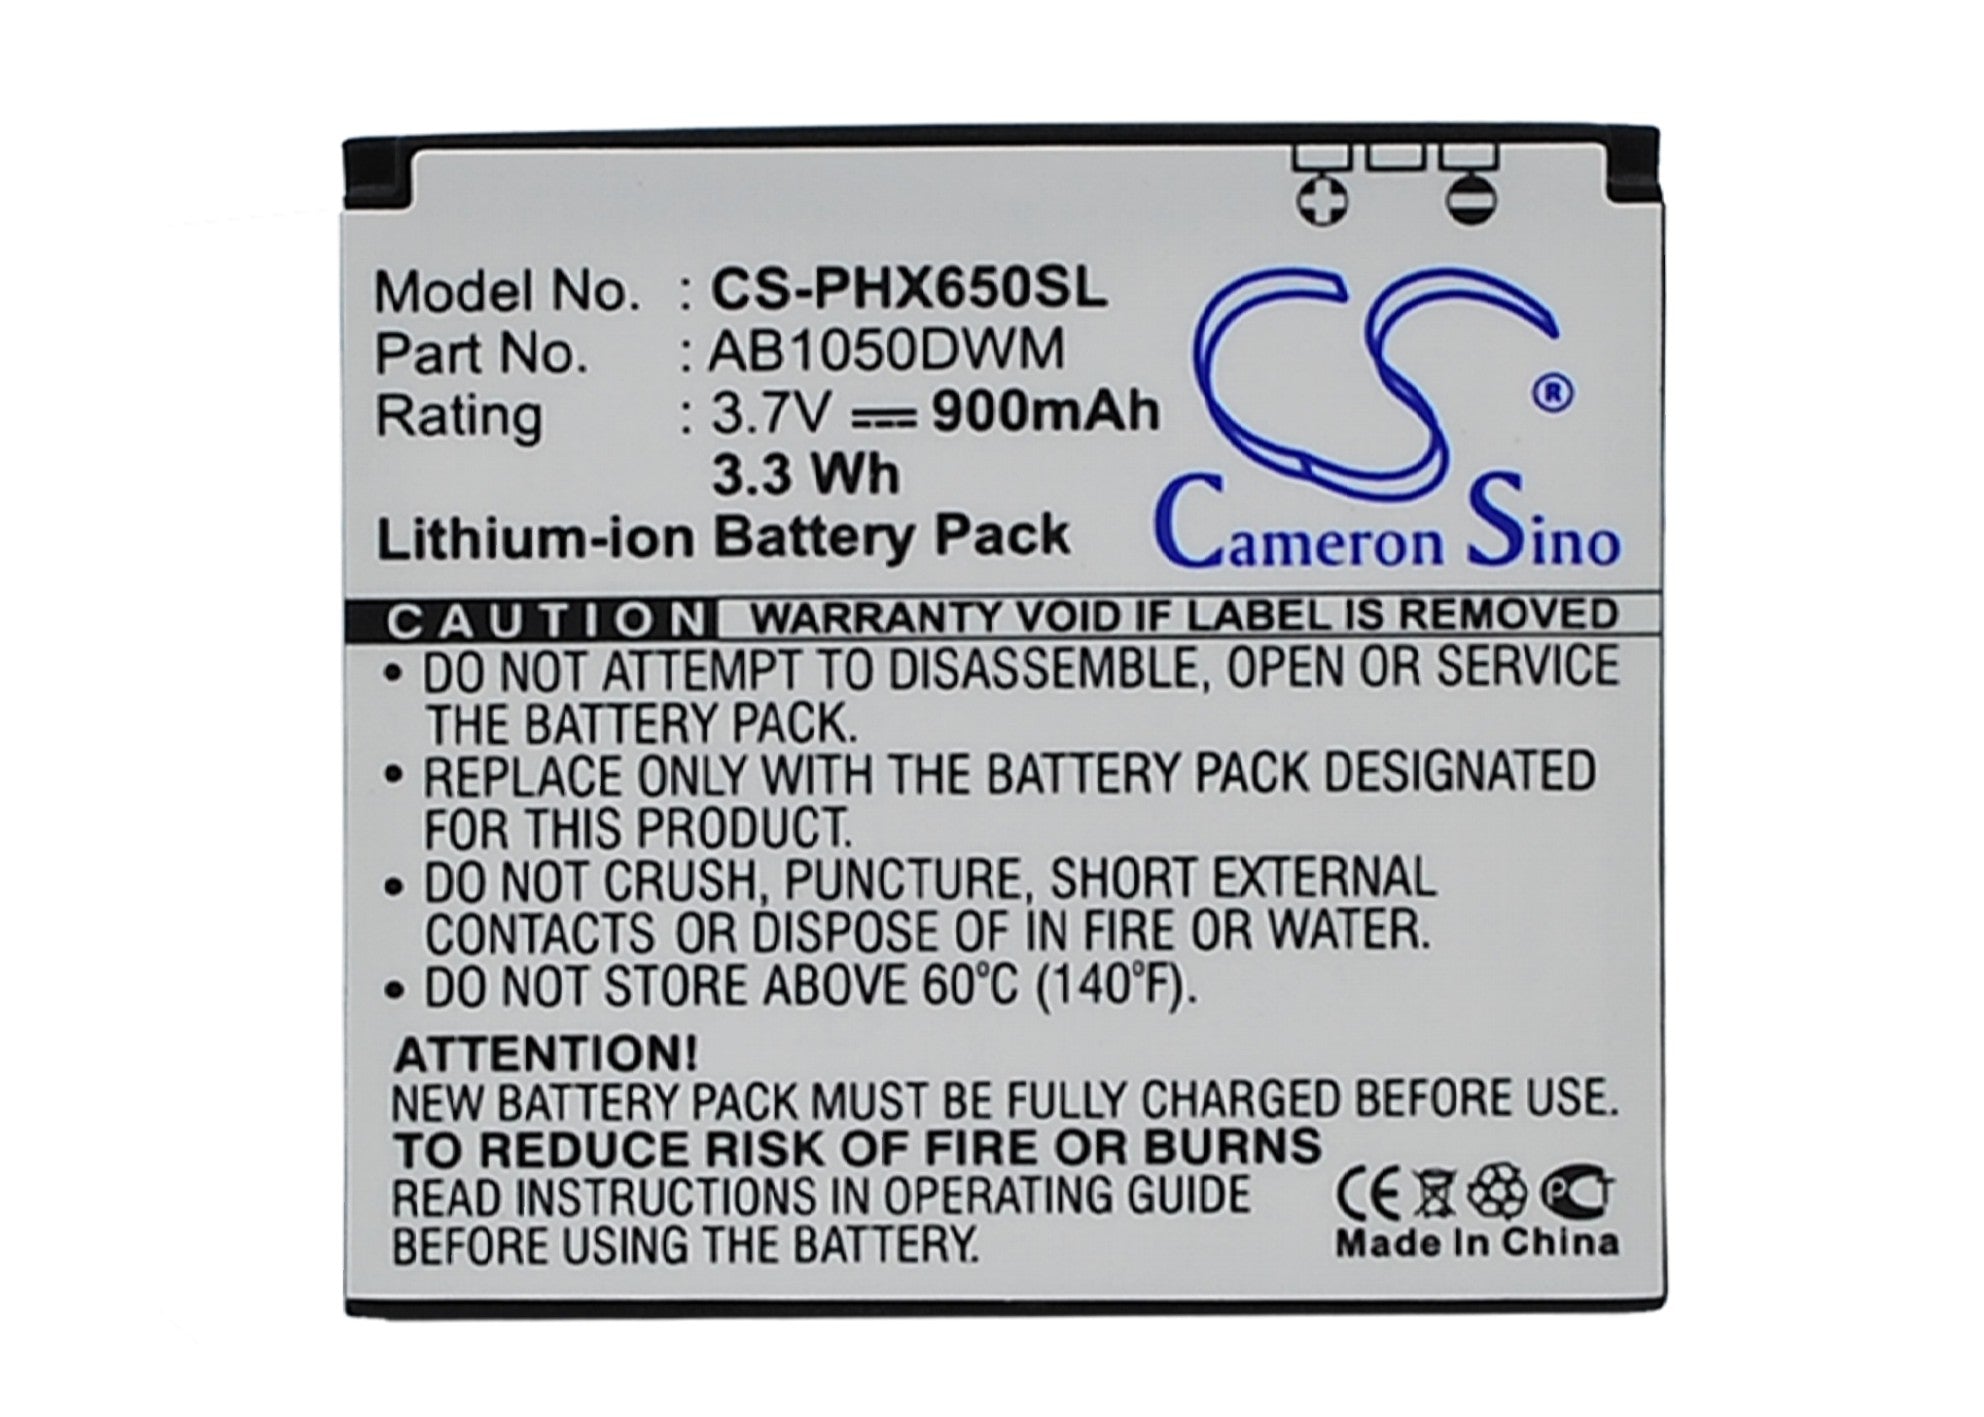 Model No. : CS-PHX650SL
Part No. : AB1050DWM
Rating : 3.7V 900mAh
3.3 Wh
Lithium-ion Battery Pack
CS ®
Cameron Sino
CAUTION WARRANTY VOID IF LABEL IS REMOVED
• DO NOT ATTEMPT TO DISASSEMBLE, OPEN OR SERVICE
THE BATTERY PACK.
• REPLACE ONLY WITH THE BATTERY PACK DESIGNATED
FOR THIS PRODUCT.
• DO NOT CRUSH, PUNCTURE, SHORT EXTERNAL
CONTACTS OR DISPOSE OF IN FIRE OR WATER.
• DO NOT STORE ABOVE 60°C (140°F).
ATTENTION!
NEW BATTERY PACK MUST BE FULLY CHARGED BEFORE USE.
TO REDUCE RISK OF FIRE OR BURNS
READ INSTRUCTIONS IN OPERATING GUIDE
BEFORE USING THE BATTERY.
CE PCT
Made In China